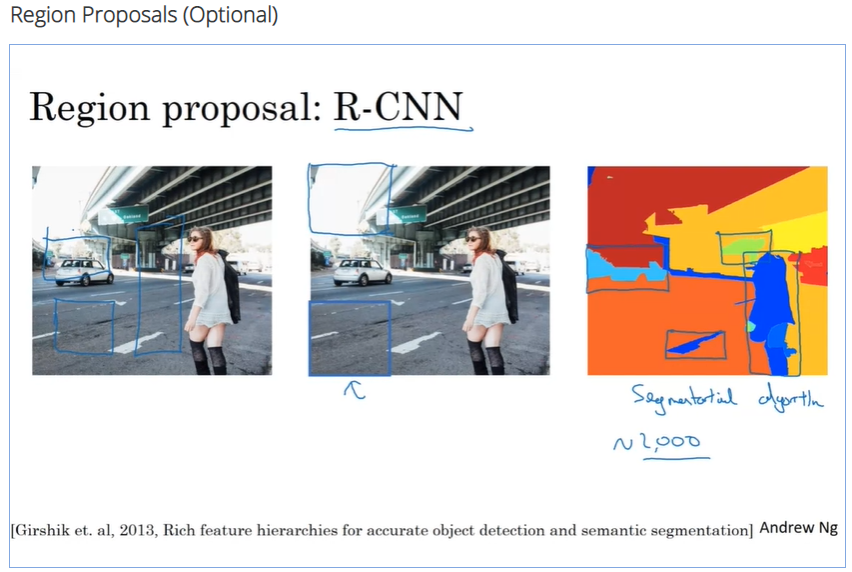 Region Proposals (Optional)
Region proposal: R-CNN
Segmentation algorithm
~2,000
[Girshik et. al, 2013, Rich feature hierarchies for accurate object detection and semantic segmentation] Andrew Ng